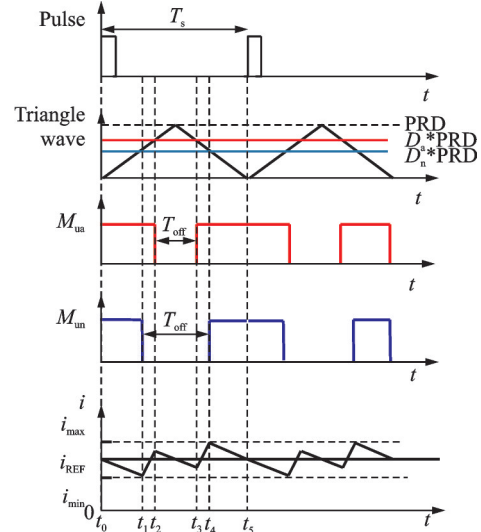 Pulse
T_s
t
Triangle
wave
PRD
D_a*PRD
D_n*PRD
t
M_ua
T_off
t
M_un
T_off
t
i
i_max
i_REF
i_min
0
t_0 t_1 t_2 t_3 t_4 t_5
t